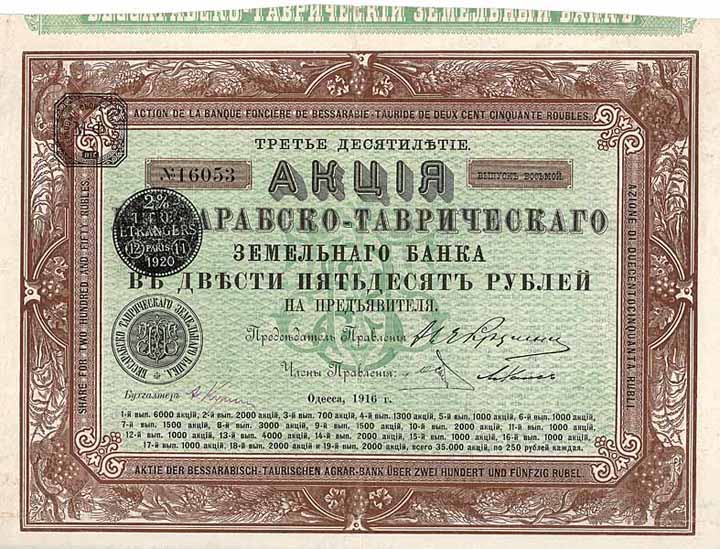 БЕССАРАБСКО-ТАВРИЧЕСКІЙ ЗЕМЕЛЬНЫЙ БАНКЪ
ACTION DE LA BANQUE FONCIÈRE DE BESSARABIE-TAURIDE DE DEUX CENT CINQUANTE ROUBLES.
ТРЕТЬЕ ДЕСЯТИЛѢТІЕ.
№16053
АКЦІЯ
ВЫПУСКЪ ВОСЬМОЙ.
АРАБСКО-ТАВРИЧЕСКАГО
ЗЕМЕЛЬНАГО БАНКА
ВЪ ДВѢСТИ ПЯТЬДЕСЯТЪ РУБЛЕЙ
НА ПРЕДЪЯВИТЕЛЯ.
2%
ETRANGERS
12 PARIS 11
1920
БЕССАРАБСКО-ТАВРИЧЕСКАГО ЗЕМЕЛЬНАГО БАНКА.
Предсѣдатель Правленія
Члены Правленія:
Бухгалтеръ
Одесса, 1916 г.
1-й вып. 6000 акцій, 2-й вып. 2000 акцій, 3-й вып. 700 акцій, 4-й вып. 1300 акцій, 5-й вып. 1000 акцій, 6-й вып. 1000 акцій,
7-й вып. 1500 акцій, 8-й вып. 3000 акцій, 9-й вып. 1500 акцій, 10-й вып. 2000 акцій, 11-й вып. 1000 акцій,
12-й вып. 1000 акцій, 13-й вып. 4000 акцій, 14-й вып. 2000 акцій, 15-й вып. 1000 акцій, 16-й вып. 1000 акцій,
17-й вып. 1000 акцій, 18-й вып. 2000 акцій и 19-й вып. 2000 акцій, всего 35.000 акцій, по 250 рублей каждая.
AKTIE DER BESSARABISCH-TAURISCHEN AGRAR-BANK ÜBER ZWEI HUNDERT UND FÜNFZIG RUBEL.
SHARE FOR TWO HUNDRED AND FIFTY ROUBLES.
AZIONE DI DUECENTOCINQUANTA RUBLI.